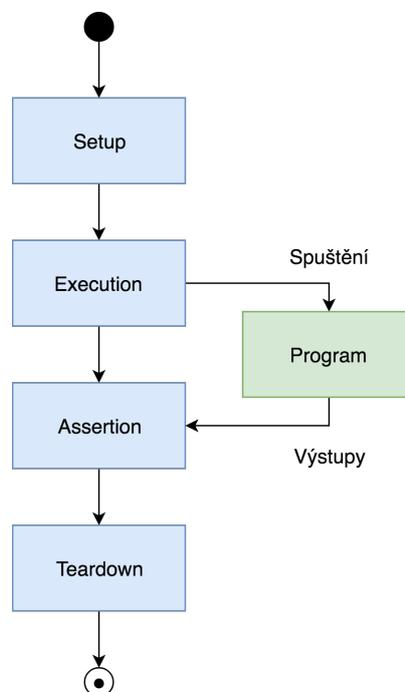 Setup
Execution
Spuštění
Program
Assertion
Výstupy
Teardown